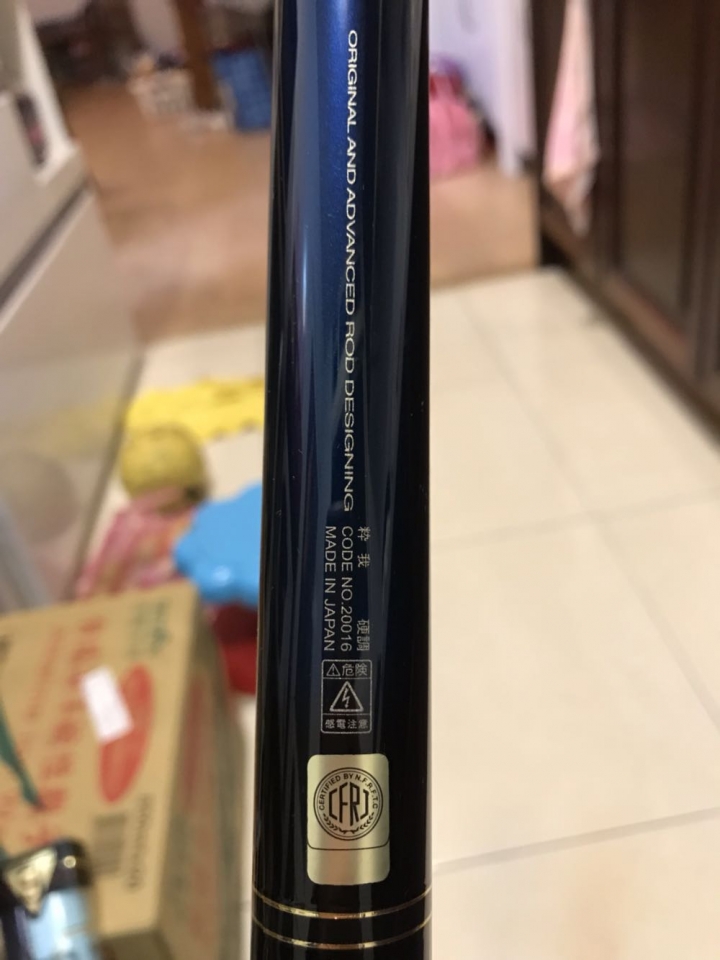 ORIGINAL AND ADVANCED ROD DESIGNING
粋我 硬調
CODE NO.20016
MADE IN JAPAN
危険
感電注意
CERTIFIED BY N.F.R.F.T.C
CFRJ